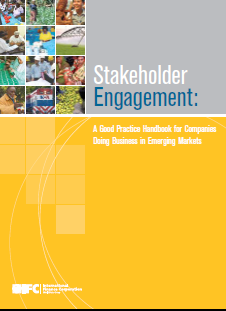 Stakeholder
Engagement:
A Good Practice Handbook for Companies
Doing Business in Emerging Markets
IFC
International
Finance Corporation